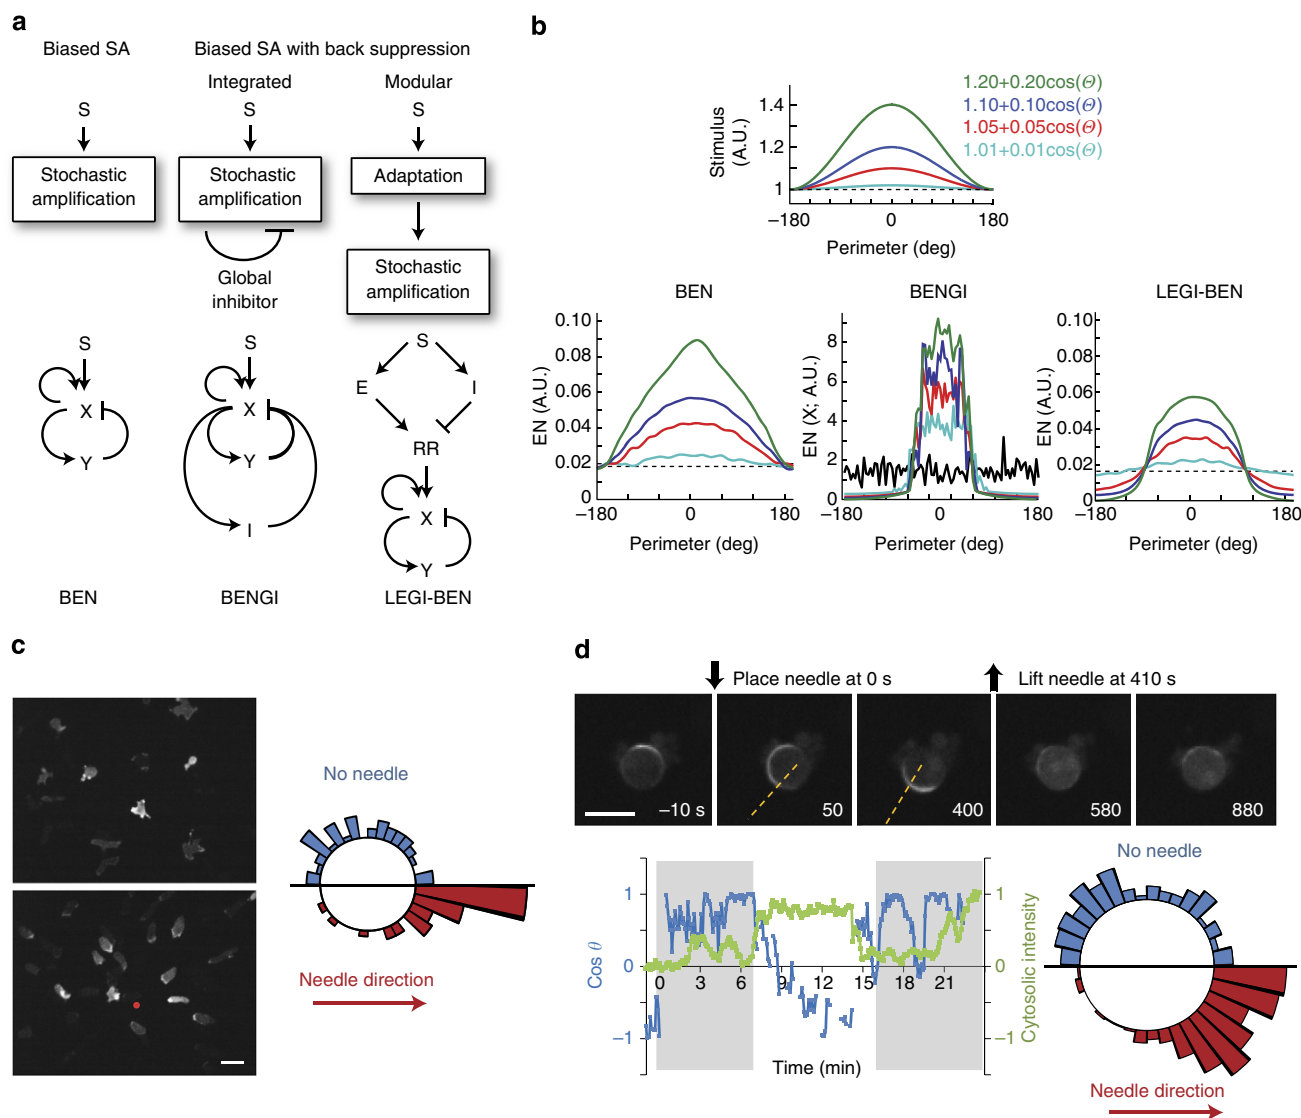 a
Biased SA
Biased SA with back suppression
Integrated
Modular
S
S
S
Stochastic
amplification
Stochastic
amplification
Adaptation
Global
inhibitor
Stochastic
amplification
S
X
Y
S
X
Y
I
S
E
I
RR
X
Y
BEN
BENGI
LEGI-BEN
b
1.20+0.20cos(Θ)
1.10+0.10cos(Θ)
1.05+0.05cos(Θ)
1.01+0.01cos(Θ)
Stimulus
(A.U.)
1.4
1.2
1
−180
0
180
Perimeter (deg)
BEN
EN (A.U.)
0.10
0.08
0.06
0.04
0.02
0
−180
0
180
Perimeter (deg)
BENGI
EN (X; A.U.)
8
6
4
2
0
−180
0
180
Perimeter (deg)
LEGI-BEN
EN (A.U.)
0.10
0.08
0.06
0.04
0.02
0
−180
0
180
Perimeter (deg)
c
No needle
Needle direction
d
Place needle at 0 s
Lift needle at 410 s
−10 s
50
400
580
880
Cos θ
1
0
−1
0
3
6
9
12
15
18
21
Time (min)
1
0
−1
Cytosolic intensity
No needle
Needle direction